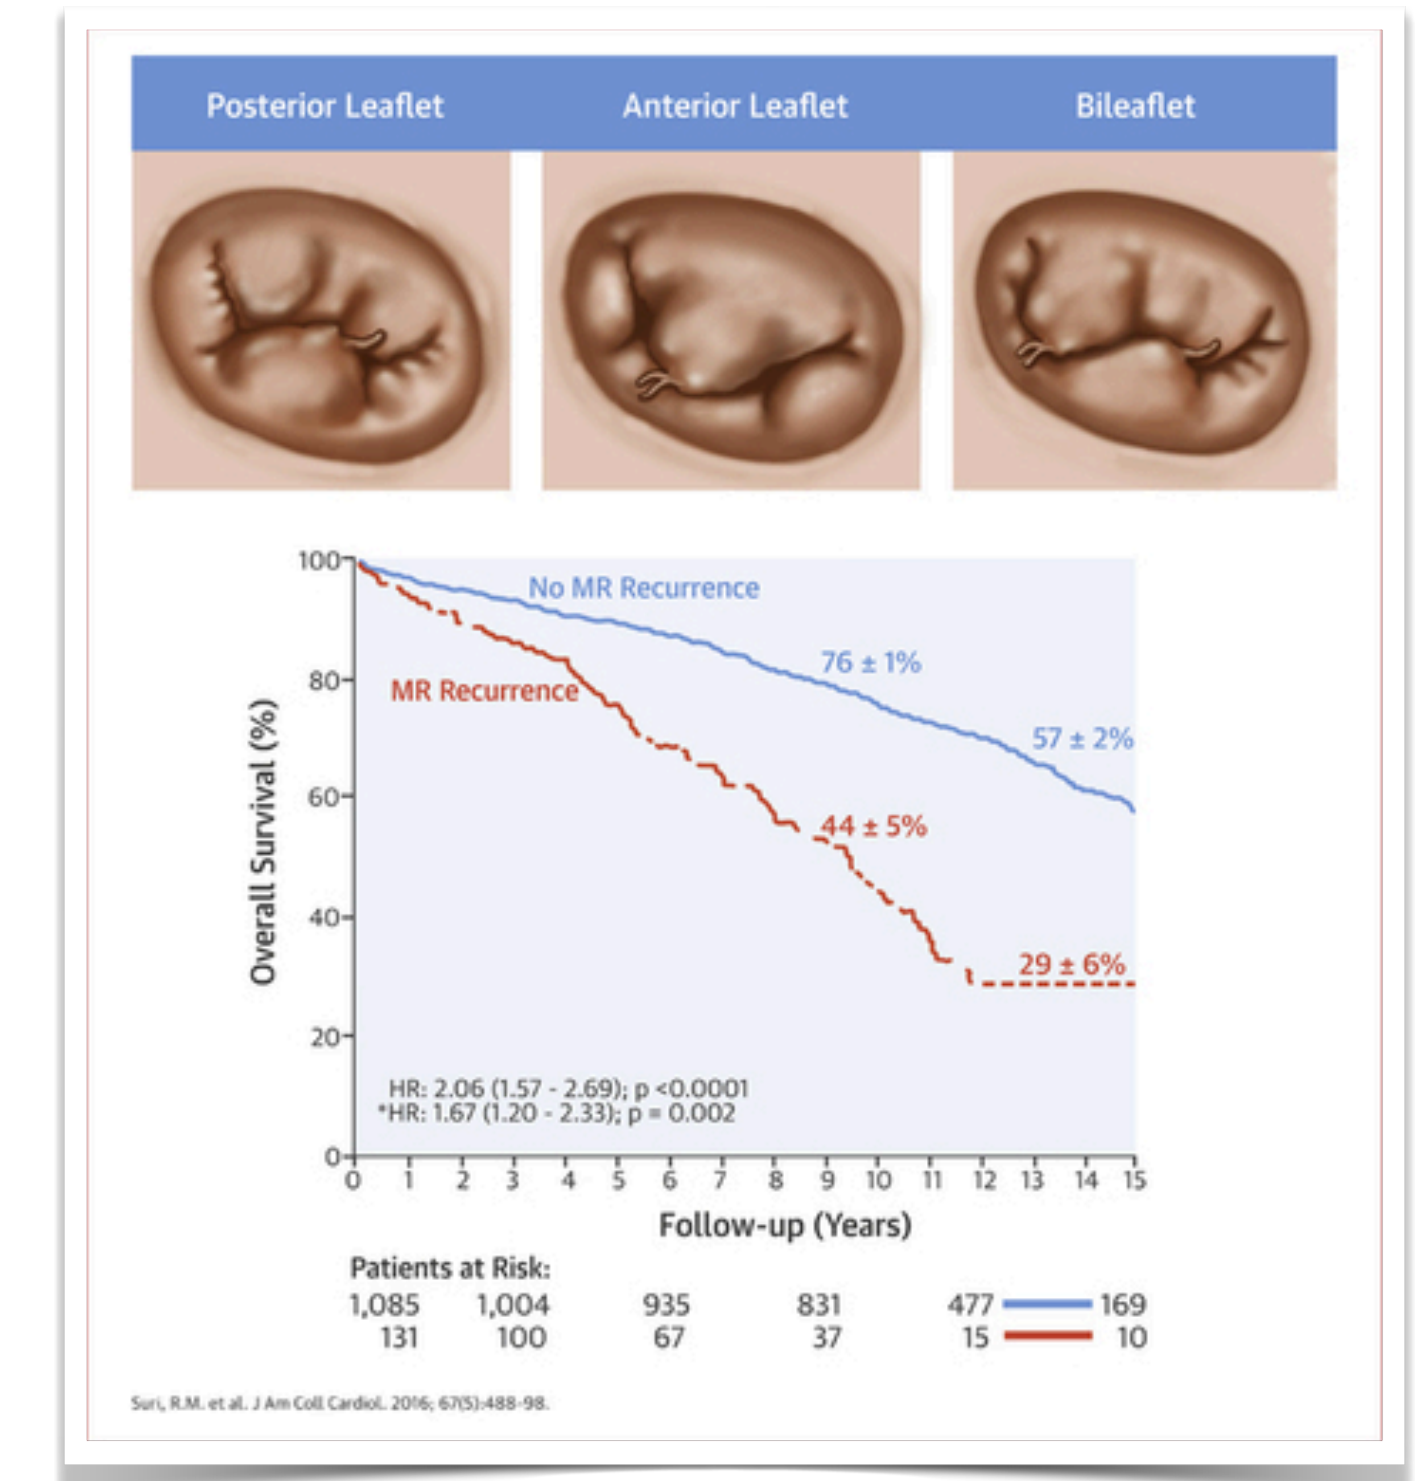 Posterior Leaflet Anterior Leaflet Bileaflet
100
80
60
40
20
0
Overall Survival (%)
No MR Recurrence
76 ± 1%
MR Recurrence
57 ± 2%
44 ± 5%
29 ± 6%
HR: 2.06 (1.57 - 2.69); p <0.0001
*HR: 1.67 (1.20 - 2.33); p = 0.002
0 1 2 3 4 5 6 7 8 9 10 11 12 13 14 15
Follow-up (Years)
Patients at Risk:
1,085 1,004 935 831 477 169
131 100 67 37 15 10
Suri, R.M. et al. J Am Coll Cardiol. 2016; 67(5):488-98.